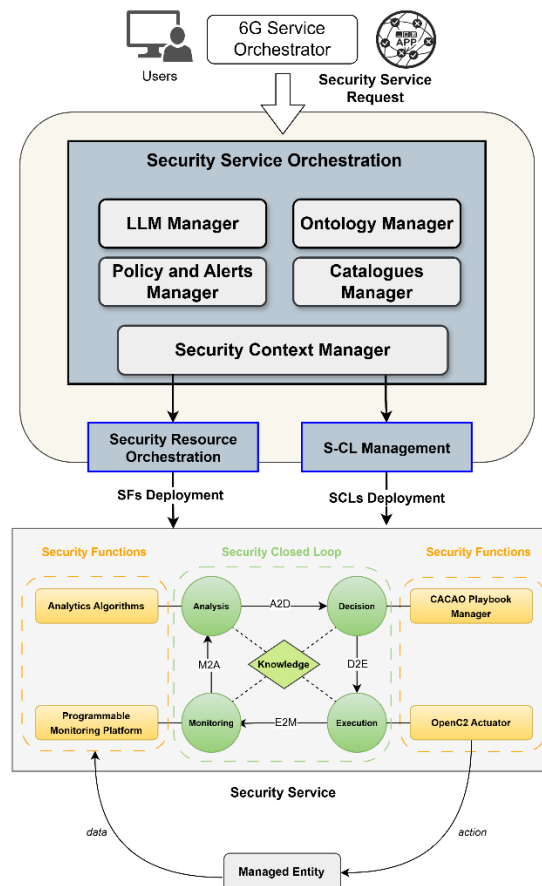 6G Service
Orchestrator
Users
APP
Security Service
Request
Security Service Orchestration
LLM Manager
Ontology Manager
Policy and Alerts
Manager
Catalogues
Manager
Security Context Manager
Security Resource
Orchestration
S-CL Management
SFs Deployment
SCLs Deployment
Security Functions
Security Closed Loop
Security Functions
Analytics Algorithms
Analysis
A2D
Decision
CACAO Playbook
Manager
M2A
Knowledge
D2E
Programmable
Monitoring Platform
Monitoring
E2M
Execution
OpenC2 Actuator
Security Service
data
action
Managed Entity